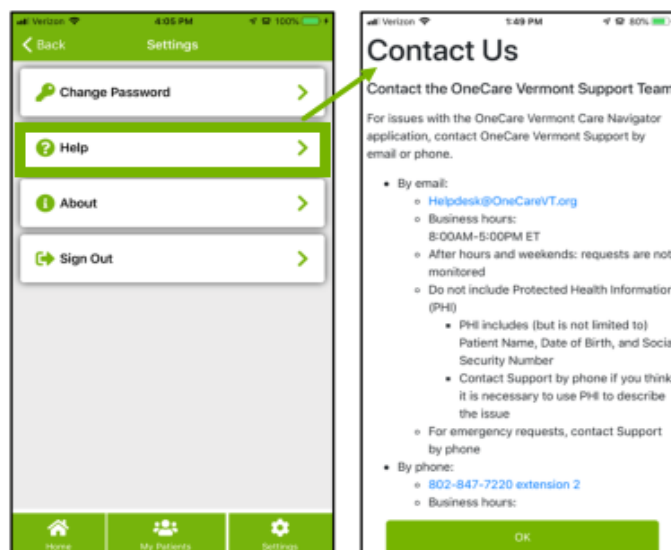 Verizon 4:05 PM 100%
Back Settings
Change Password
Help
About
Sign Out
Home My Patients Settings
Verizon 1:49 PM 80%
Contact Us
Contact the OneCare Vermont Support Team
For issues with the OneCare Vermont Care Navigator
application, contact OneCare Vermont Support by
email or phone.
By email:
Helpdesk@OneCareVT.org
Business hours:
8:00AM-5:00PM ET
After hours and weekends: requests are not
monitored
Do not include Protected Health Information
(PHI)
PHI includes (but is not limited to)
Patient Name, Date of Birth, and Socia
Security Number
Contact Support by phone if you think
it is necessary to use PHI to describe
the issue
For emergency requests, contact Support
by phone
By phone:
802-847-7220 extension 2
Business hours:
OK